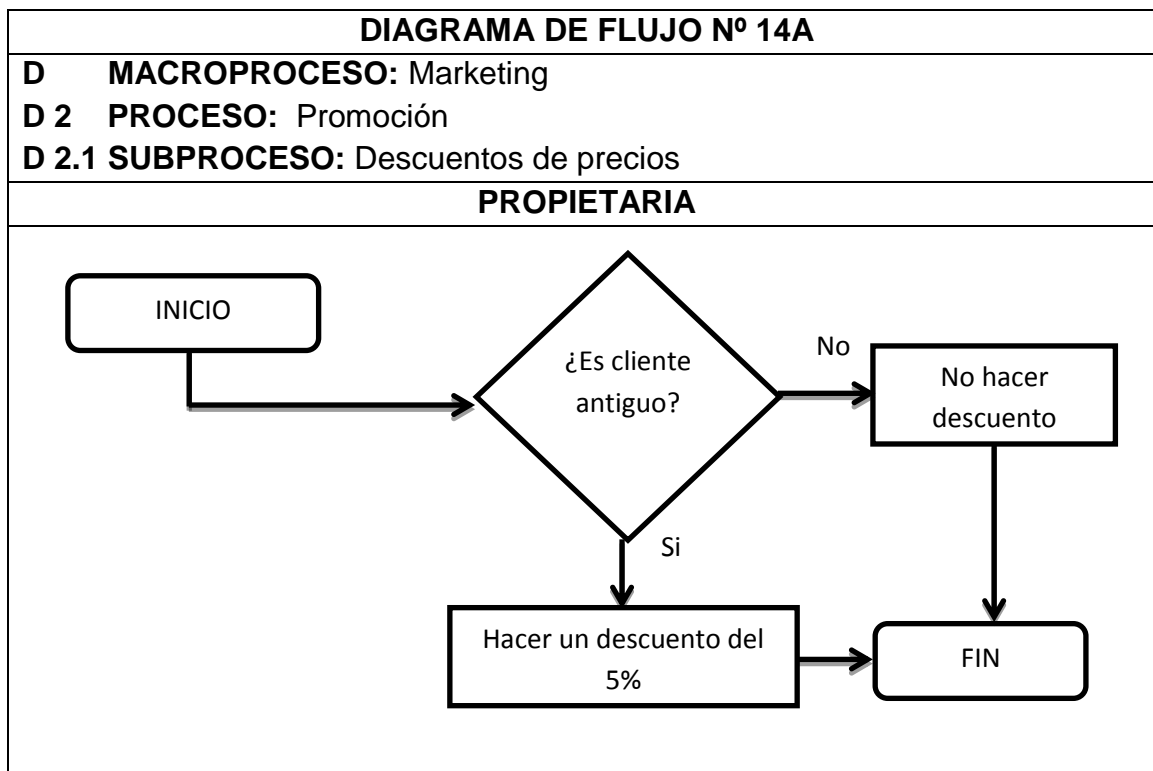 DIAGRAMA DE FLUJO Nº 14A
D MACROPROCESO: Marketing
D 2 PROCESO: Promoción
D 2.1 SUBPROCESO: Descuentos de precios
PROPIETARIA
INICIO
¿Es cliente
antiguo?
No
No hacer
descuento
Si
Hacer un descuento del
5%
FIN